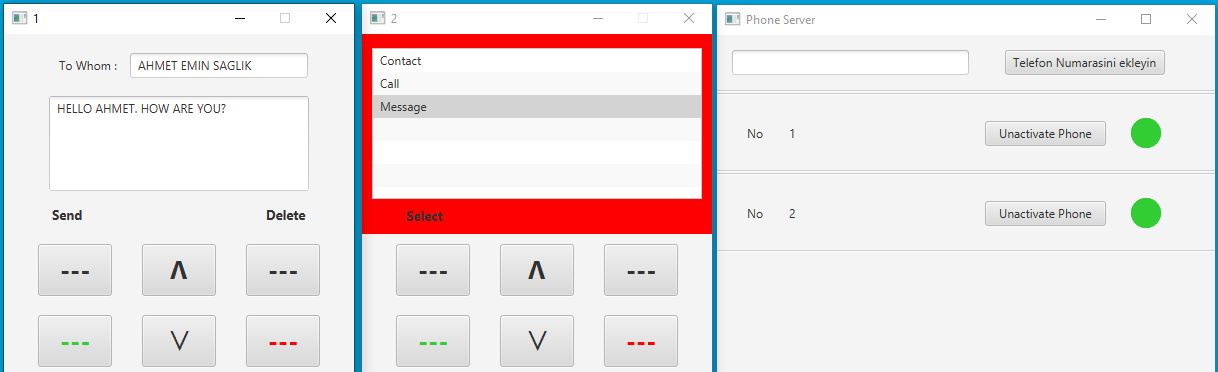 1
To Whom :
AHMET EMIN SAGLIK
HELLO AHMET. HOW ARE YOU?
Send
Delete
---
Λ
---
---
V
---
2
Contact
Call
Message
Select
---
Λ
---
---
V
---
Phone Server
Telefon Numarasini ekleyin
No 1
Unactivate Phone
No 2
Unactivate Phone